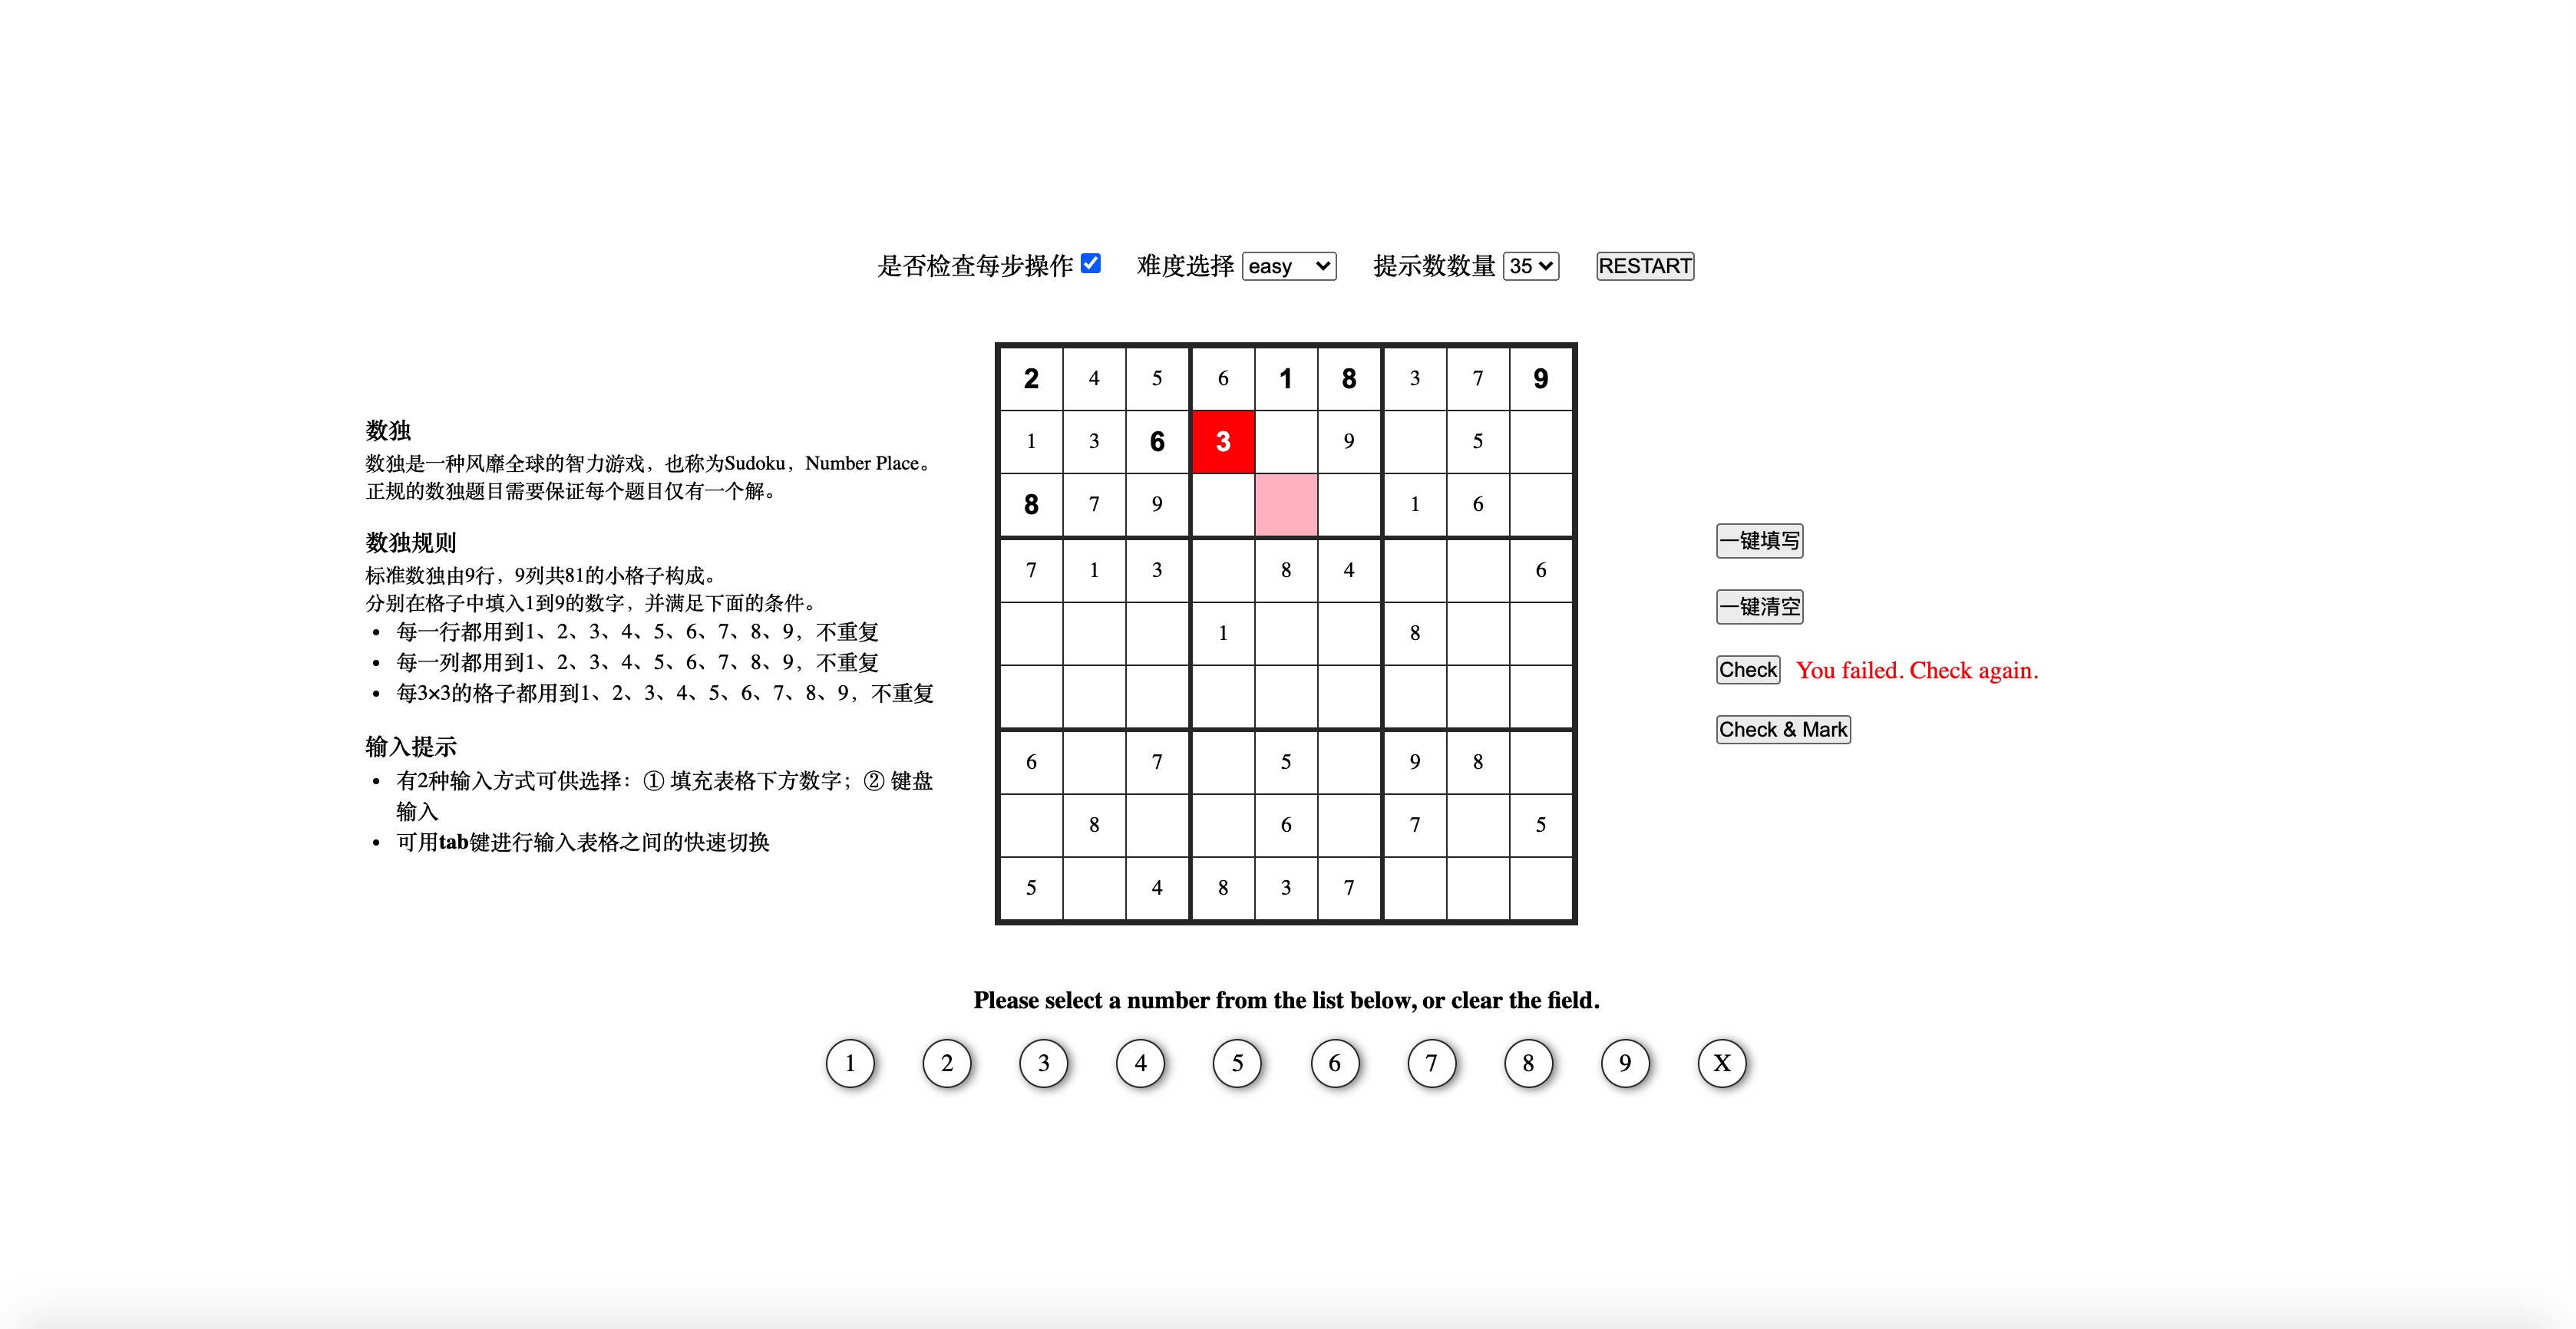 是否检查每步操作 难度选择 easy 提示数数量 35 RESTART
数独
数独是一种风靡全球的智力游戏，也称为Sudoku，Number Place。
正规的数独题目需要保证每个题目仅有一个解。
数独规则
标准数独由9行，9列共81的小格子构成。
分别在格子中填入1到9的数字，并满足下面的条件。
• 每一行都用到1、2、3、4、5、6、7、8、9，不重复
• 每一列都用到1、2、3、4、5、6、7、8、9，不重复
• 每3×3的格子都用到1、2、3、4、5、6、7、8、9，不重复
输入提示
• 有2种输入方式可供选择：① 填充表格下方数字；② 键盘
输入
• 可用tab键进行输入表格之间的快速切换
2 4 5 6 1 8 3 7 9
1 3 6 3 9 5
8 7 9 1 6
7 1 3 8 4 6
1 8
6 7 5 9 8
8 6 7 5
5 4 8 3 7
一键填写
一键清空
Check You failed. Check again.
Check & Mark
Please select a number from the list below, or clear the field.
1 2 3 4 5 6 7 8 9 X